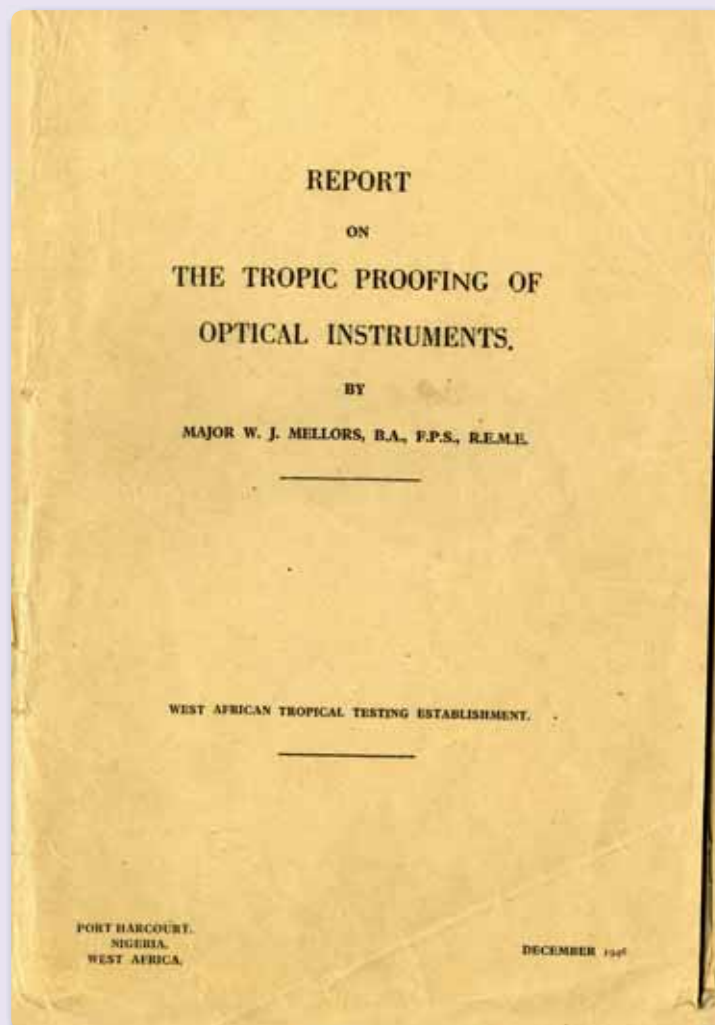 REPORT
ON
THE TROPIC PROOFING OF
OPTICAL INSTRUMENTS.
BY
MAJOR W. J. MELLORS, B.A., F.P.S., R.E.M.E.
WEST AFRICAN TROPICAL TESTING ESTABLISHMENT.
PORT HARCOURT.
NIGERIA.
WEST AFRICA.
DECEMBER